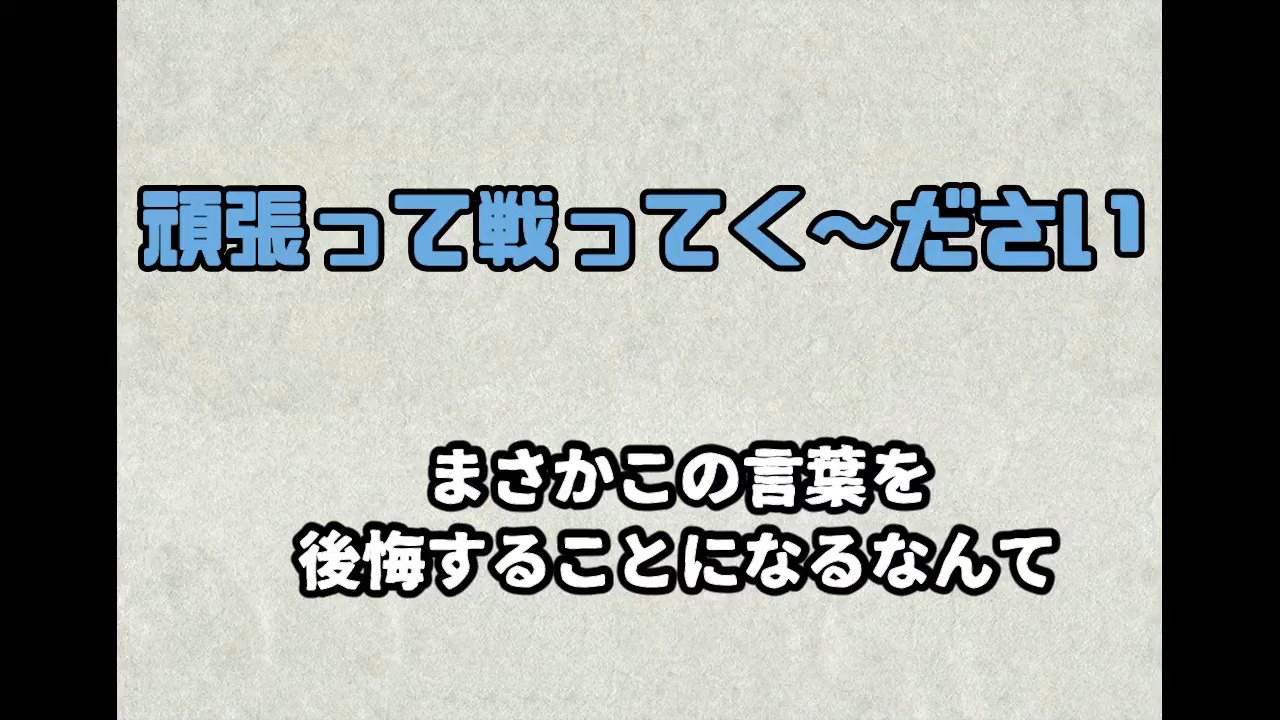 頑張って戦ってく～ださい
まさかこの言葉を
後悔することになるなんて